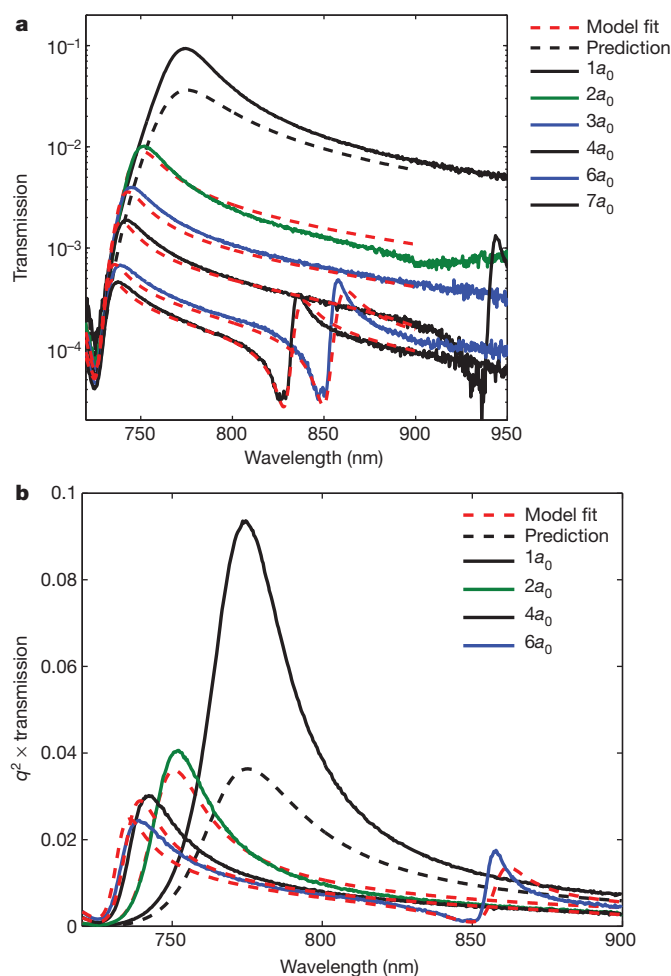 a
Transmission
10⁻¹
10⁻²
10⁻³
10⁻⁴
750 800 850 900 950
Wavelength (nm)
Model fit
Prediction
1a₀
2a₀
3a₀
4a₀
6a₀
7a₀
b
q² × transmission
0.1
0.08
0.06
0.04
0.02
0
750 800 850 900
Wavelength (nm)
Model fit
Prediction
1a₀
2a₀
4a₀
6a₀